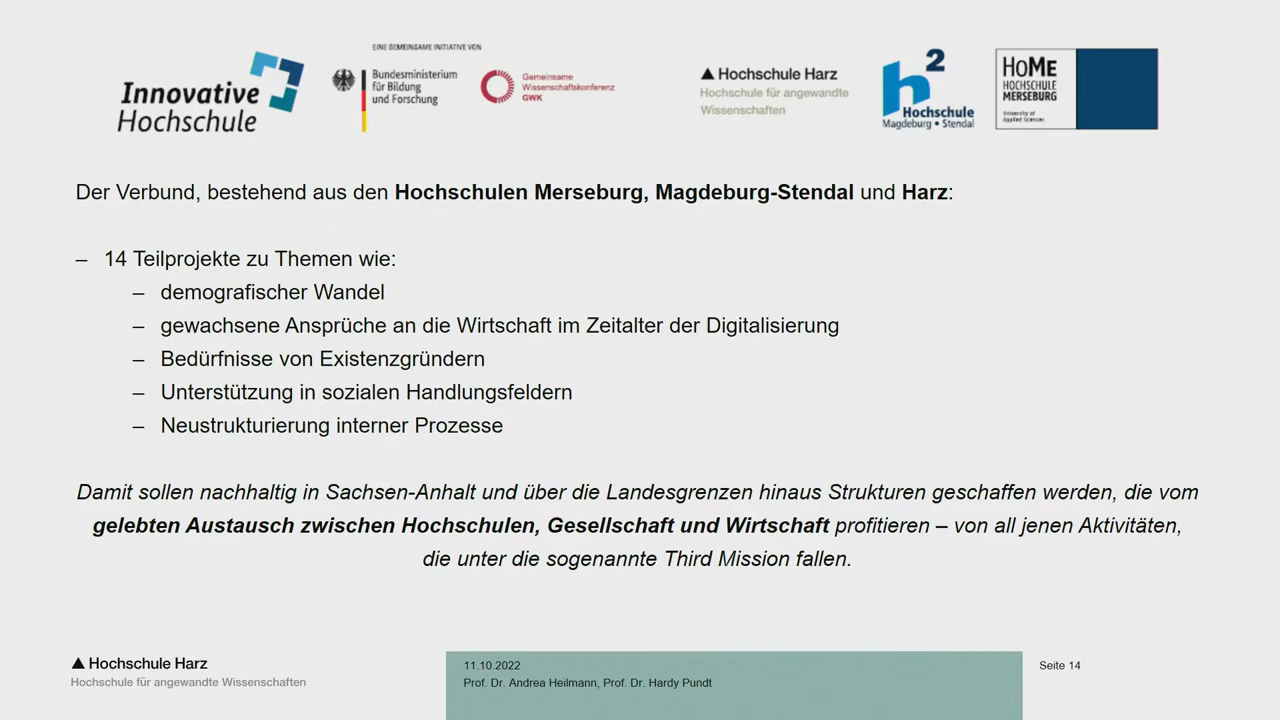 EINE GEMEINSAME INITIATIVE VON
Innovative
Hochschule
Bundesministerium
für Bildung
und Forschung
Gemeinsame
Wissenschaftskonferenz
GWK
Hochschule Harz
Hochschule für angewandte
Wissenschaften
h2
Hochschule
Magdeburg • Stendal
HOME
HOCHSCHULE
MERSEBURG
University of
Applied Sciences
Der Verbund, bestehend aus den Hochschulen Merseburg, Magdeburg-Stendal und Harz:
– 14 Teilprojekte zu Themen wie:
– demografischer Wandel
– gewachsene Ansprüche an die Wirtschaft im Zeitalter der Digitalisierung
– Bedürfnisse von Existenzgründern
– Unterstützung in sozialen Handlungsfeldern
– Neustrukturierung interner Prozesse
Damit sollen nachhaltig in Sachsen-Anhalt und über die Landesgrenzen hinaus Strukturen geschaffen werden, die vom
gelebten Austausch zwischen Hochschulen, Gesellschaft und Wirtschaft profitieren – von all jenen Aktivitäten,
die unter die sogenannte Third Mission fallen.
Hochschule Harz
Hochschule für angewandte Wissenschaften
11.10.2022
Prof. Dr. Andrea Heilmann, Prof. Dr. Hardy Pundt
Seite 14